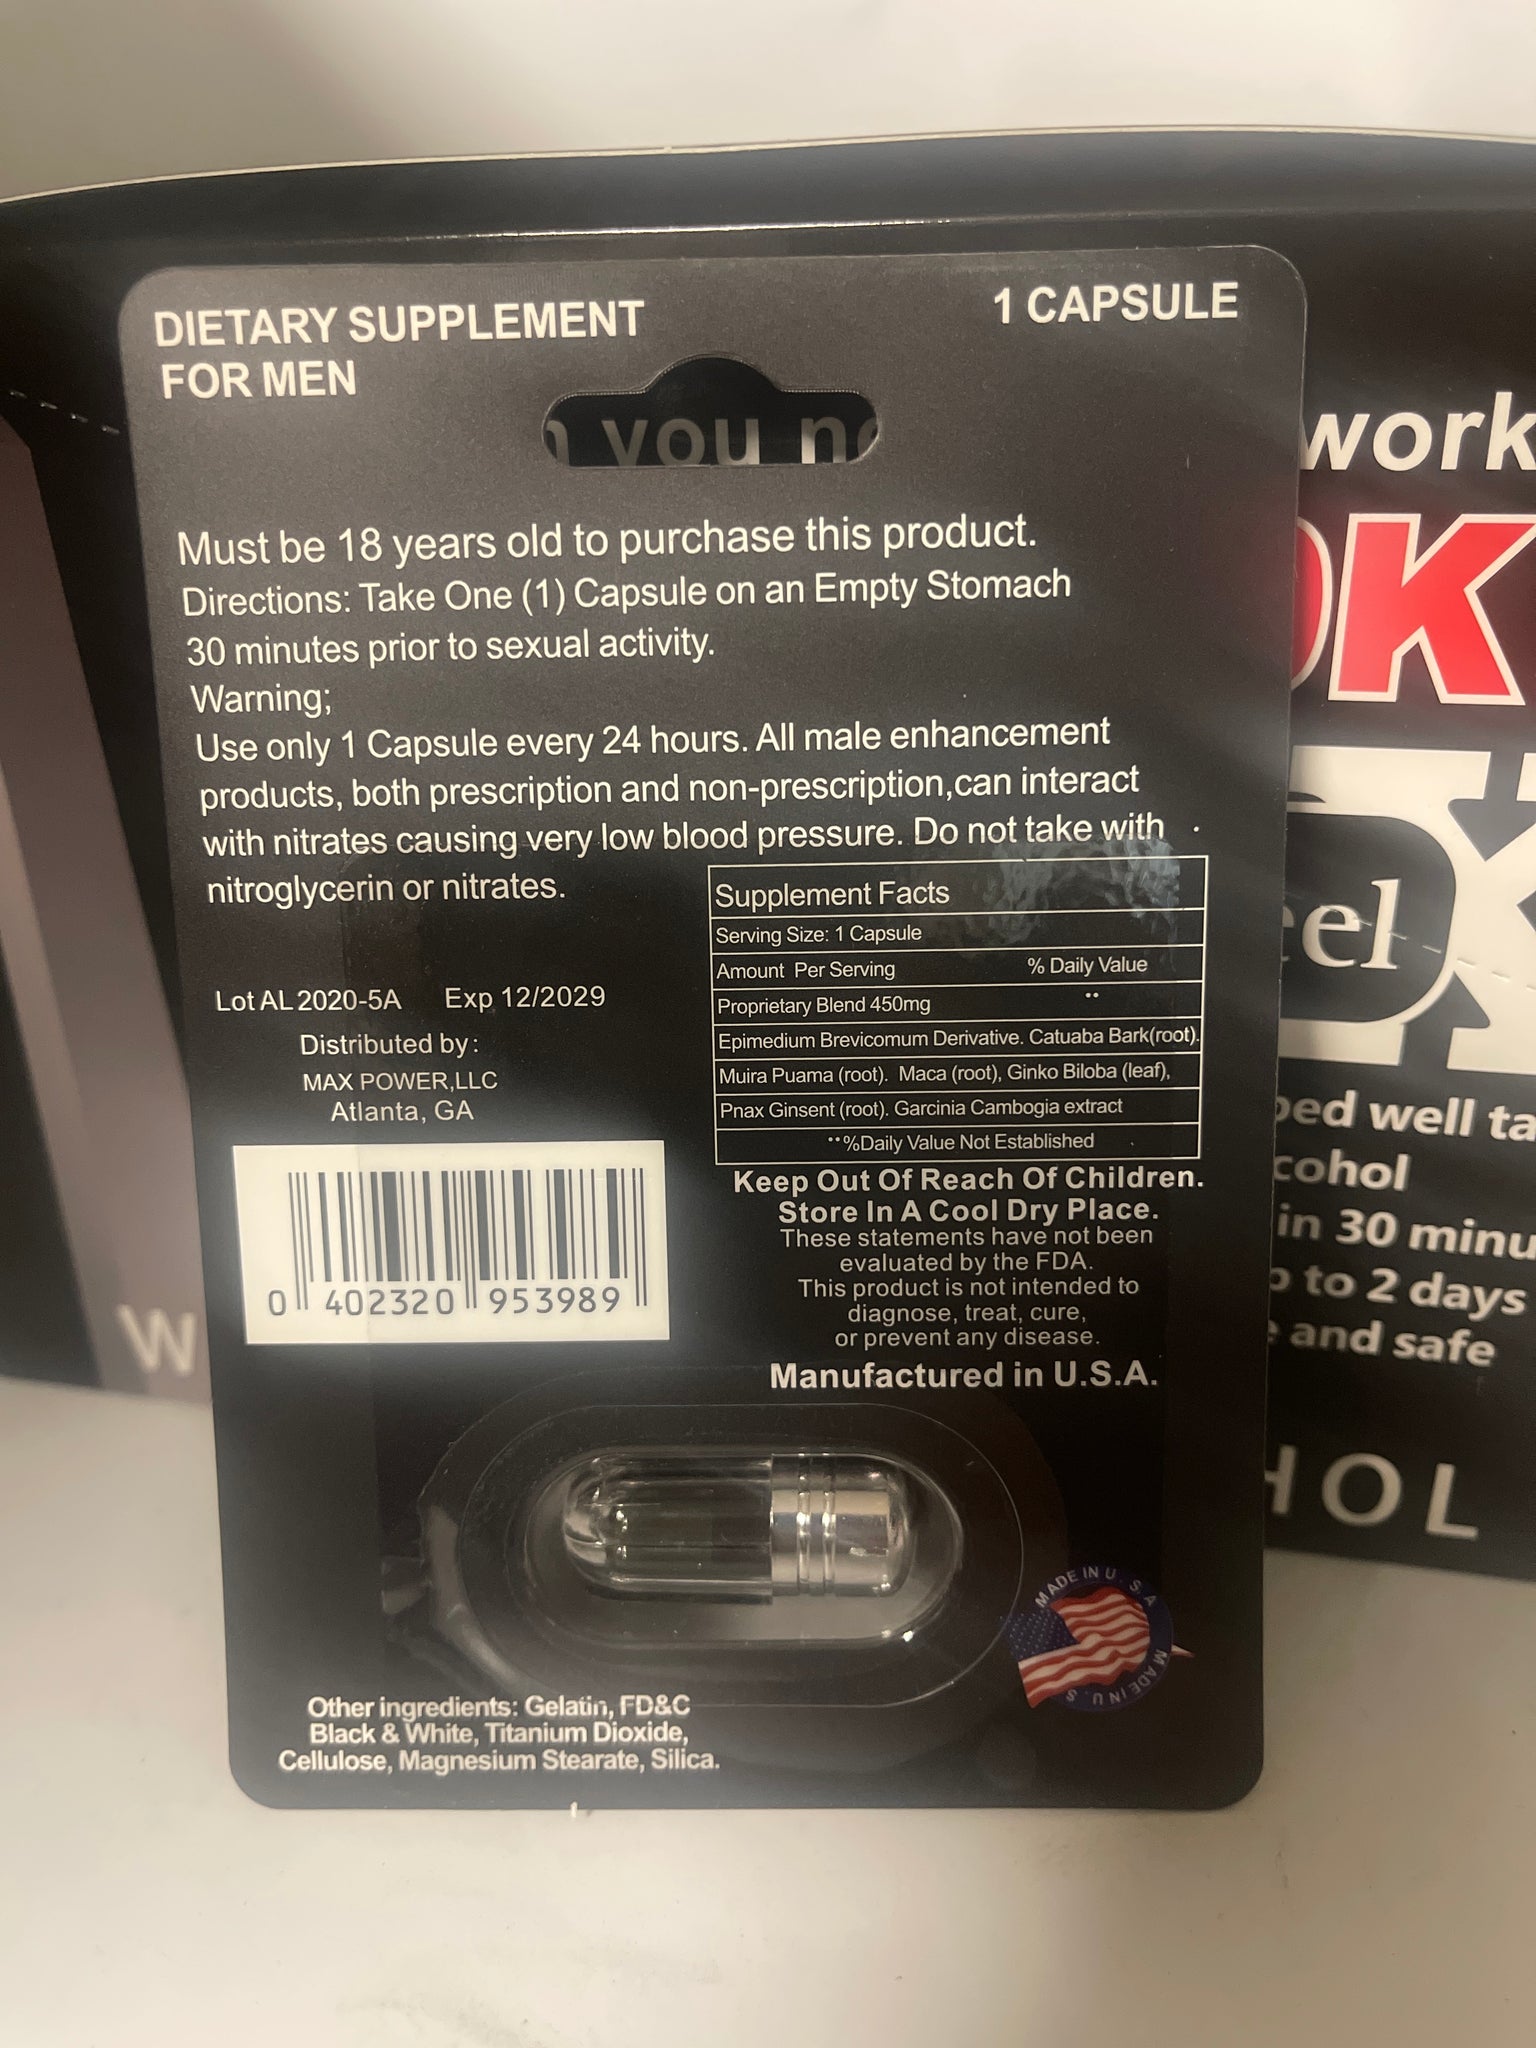 DIETARY SUPPLEMENT
FOR MEN
1 CAPSULE
you
Must be 18 years old to purchase this product.
Directions: Take One (1) Capsule on an Empty Stomach
30 minutes prior to sexual activity.
Warning;
Use only 1 Capsule every 24 hours. All male enhancement
products, both prescription and non-prescription,can interact
with nitrates causing very low blood pressure. Do not take with
nitroglycerin or nitrates.
Supplement Facts
Serving Size: 1 Capsule
Amount Per Serving % Daily Value
Proprietary Blend 450mg **
Epimedium Brevicomum Derivative. Catuaba Bark(root).
Muira Puama (root). Maca (root), Ginko Biloba (leaf),
Pnax Ginsent (root). Garcinia Cambogia extract
**%Daily Value Not Established
Lot AL 2020-5A Exp 12/2029
Distributed by:
MAX POWER,LLC
Atlanta, GA
0 402320 953989
Keep Out Of Reach Of Children.
Store In A Cool Dry Place.
These statements have not been
evaluated by the FDA.
This product is not intended to
diagnose, treat, cure,
or prevent any disease.
Manufactured in U.S.A.
MADE IN U.S.A MADE IN U.S
Other ingredients: Gelatin, FD&C
Black & White, Titanium Dioxide,
Cellulose, Magnesium Stearate, Silica.
work
K
eel
X
ped well ta
cohol
in 30 minu
to 2 days
and safe
HOL
W